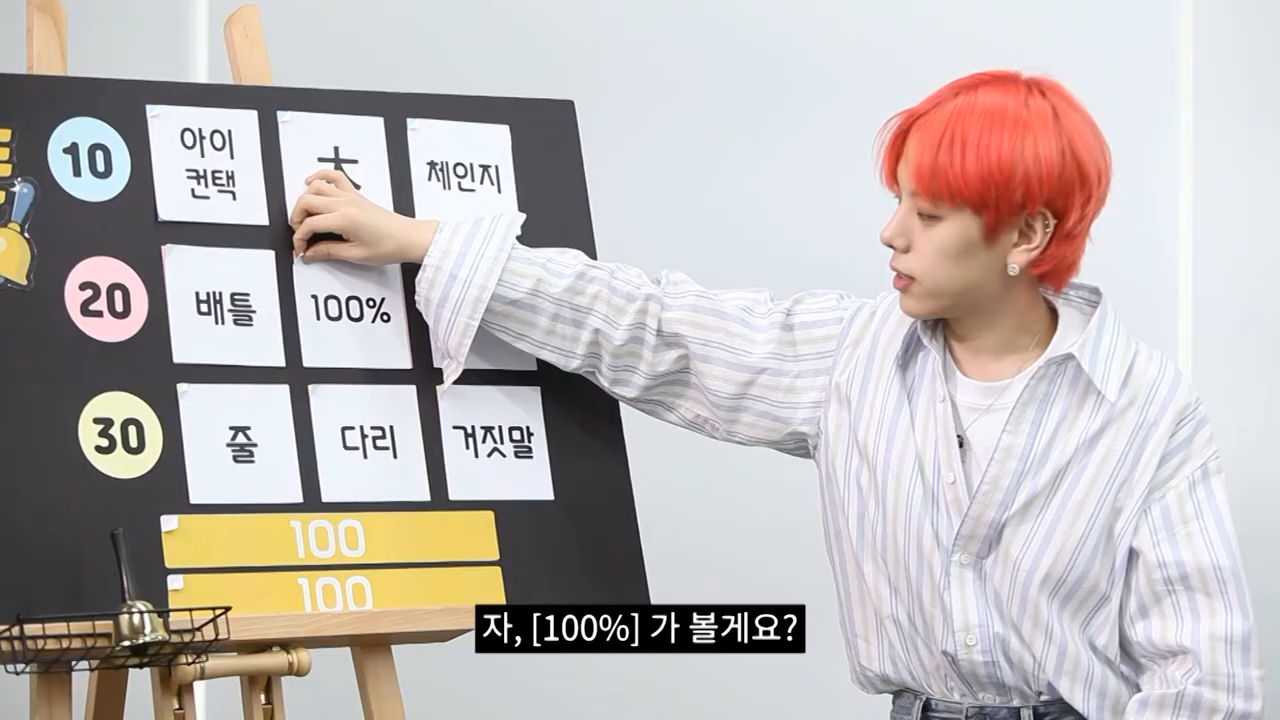 10
아이
컨택
大
체인지
20
배틀
100%
30
줄
다리
거짓말
100
100
자, [100%] 가 볼게요?